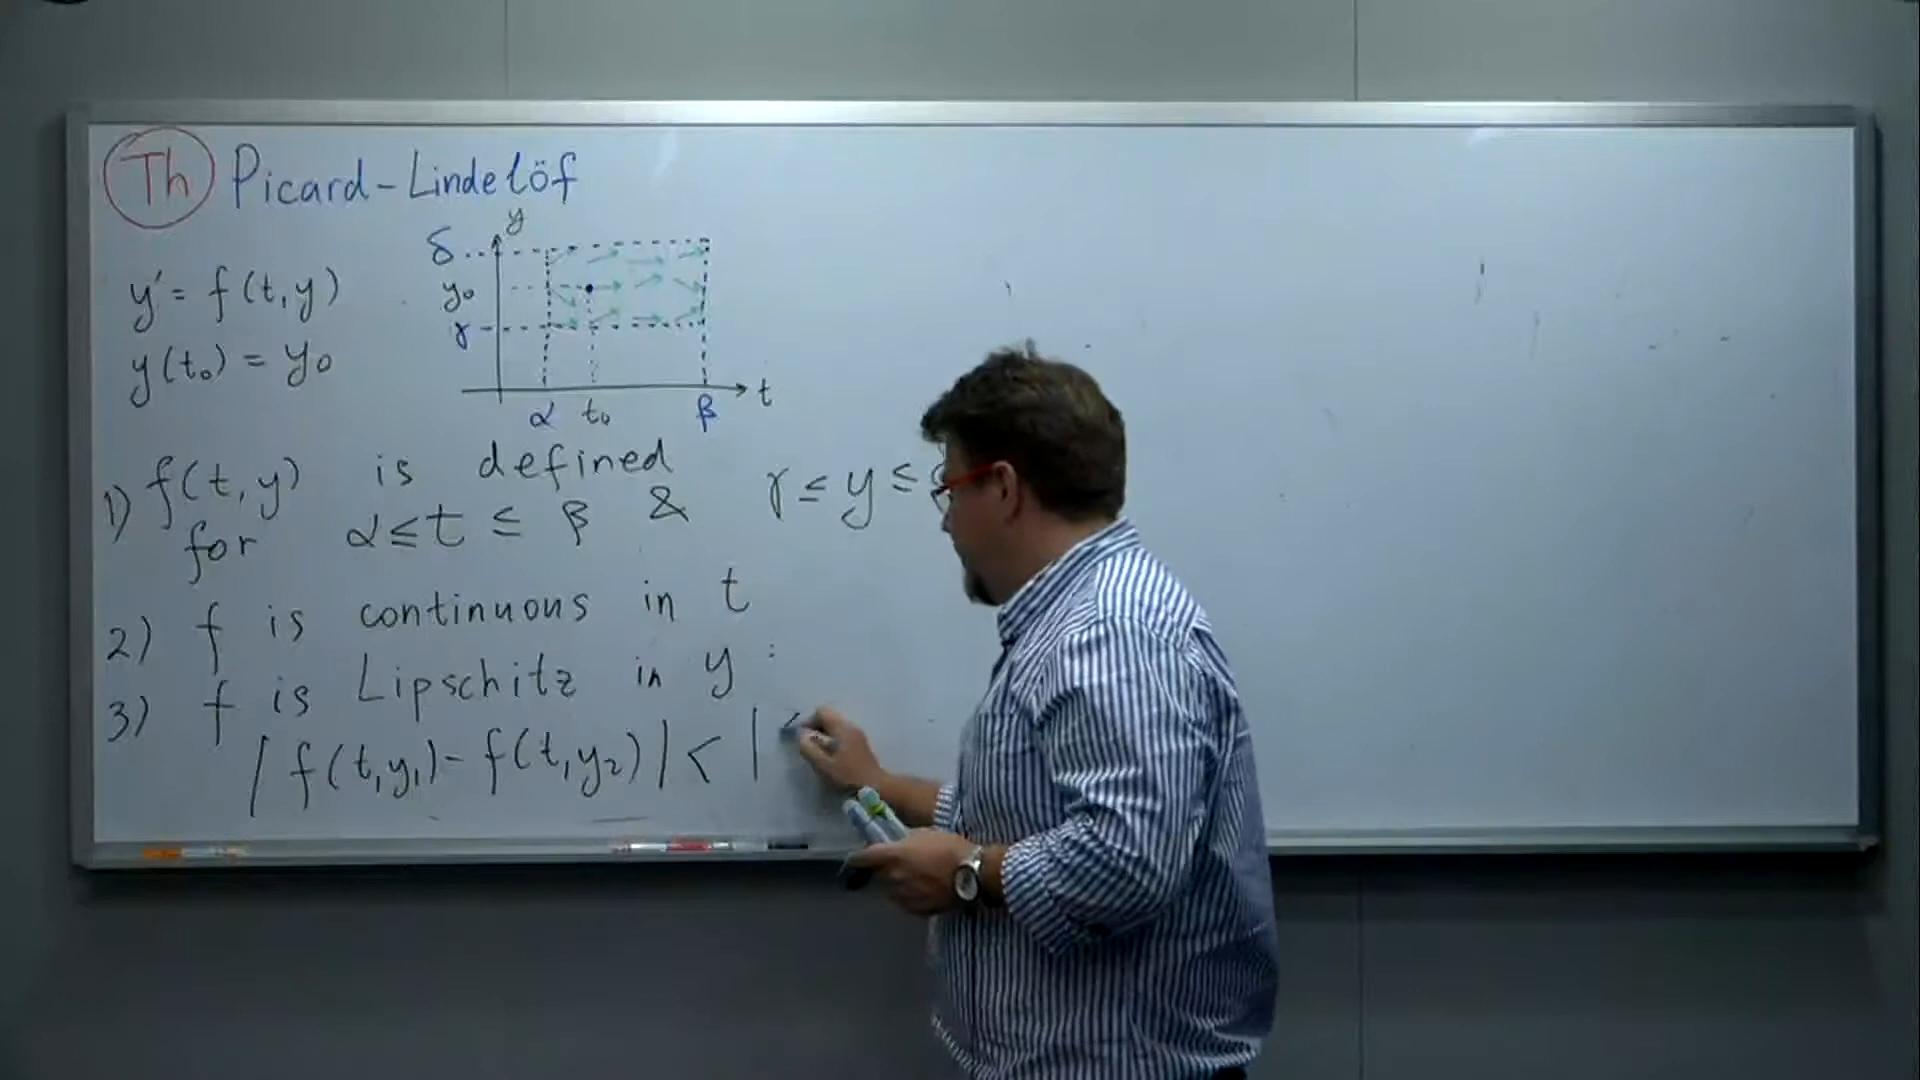 Th Picard-Lindelöf
y' = f(t,y)
y(t₀) = y₀
y
δ
y₀
γ
α t₀ β
t
1) f(t,y) is defined
for α ≤ t ≤ β & γ ≤ y ≤
2) f is continuous in t
3) f is Lipschitz in y :
|f(t,y₁) - f(t,y₂)| < |